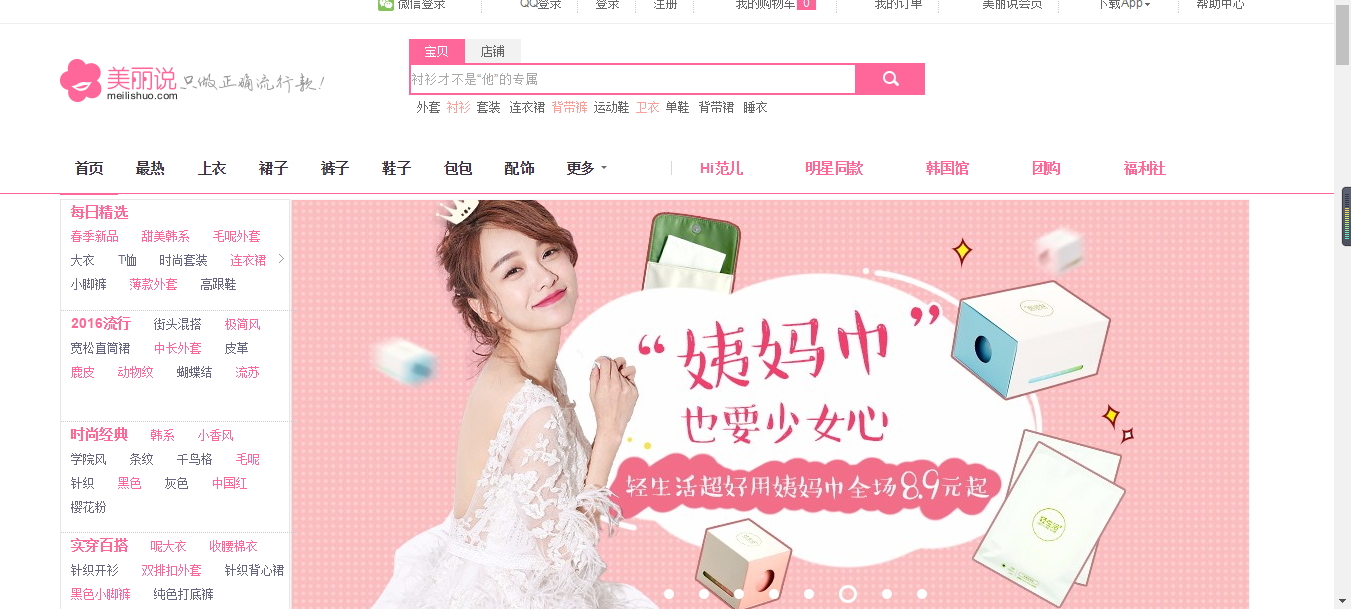 微信登录 QQ登录 登录 注册 我的购物车 0 我的订单 美丽说会员 下载App 帮助中心
宝贝 店铺
美丽说 只做正确流行款!
meilishuo.com
衬衫才不是“他”的专属
外套 衬衫 套装 连衣裙 背带裤 运动鞋 卫衣 单鞋 背带裙 睡衣
首页 最热 上衣 裙子 裤子 鞋子 包包 配饰 更多 Hi范儿 明星同款 韩国馆 团购 福利社
每日精选
春季新品 甜美韩系 毛呢外套
大衣 T恤 时尚套装 连衣裙
小脚裤 薄款外套 高跟鞋
2016流行 街头混搭 极简风
宽松直筒裙 中长外套 皮革
鹿皮 动物纹 蝴蝶结 流苏
时尚经典 韩系 小香风
学院风 条纹 千鸟格 毛呢
针织 黑色 灰色 中国红
樱花粉
实穿百搭 呢大衣 收腰棉衣
针织开衫 双排扣外套 针织背心裙
黑色小脚裤 纯色打底裤
“姨妈巾”
也要少女心
轻生活超好用姨妈巾全场8.9元起